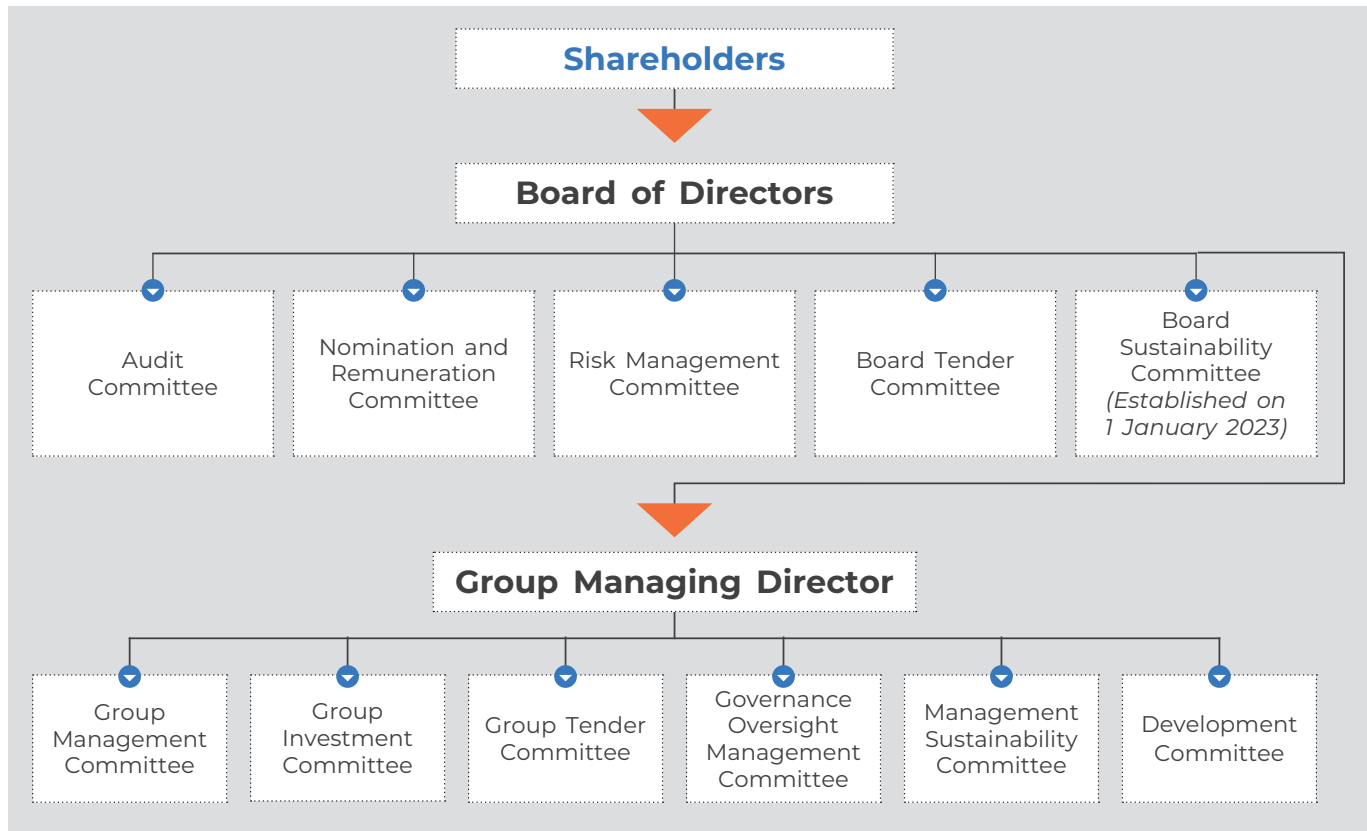 Shareholders
Board of Directors
Audit
Committee
Nomination and
Remuneration
Committee
Risk Management
Committee
Board Tender
Committee
Board
Sustainability
Committee
(Established on
1 January 2023)
Group Managing Director
Group
Management
Committee
Group
Investment
Committee
Group Tender
Committee
Governance
Oversight
Management
Committee
Management
Sustainability
Committee
Development
Committee